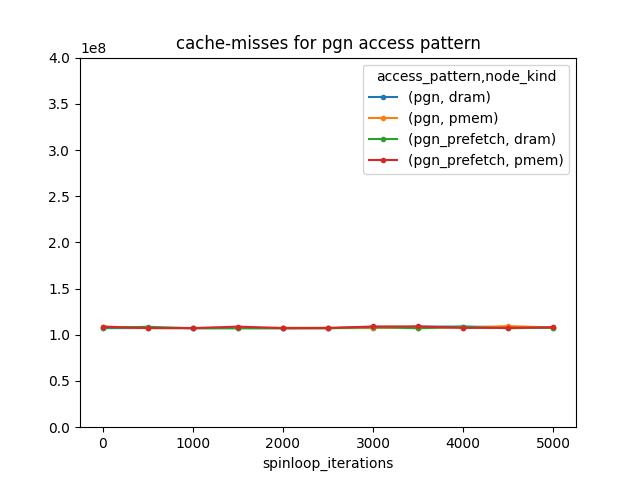 cache-misses for pgn access pattern
1e8
4.0
3.5
3.0
2.5
2.0
1.5
1.0
0.5
0.0
access_pattern,node_kind
(pgn, dram)
(pgn, pmem)
(pgn_prefetch, dram)
(pgn_prefetch, pmem)
0 1000 2000 3000 4000 5000
spinloop_iterations